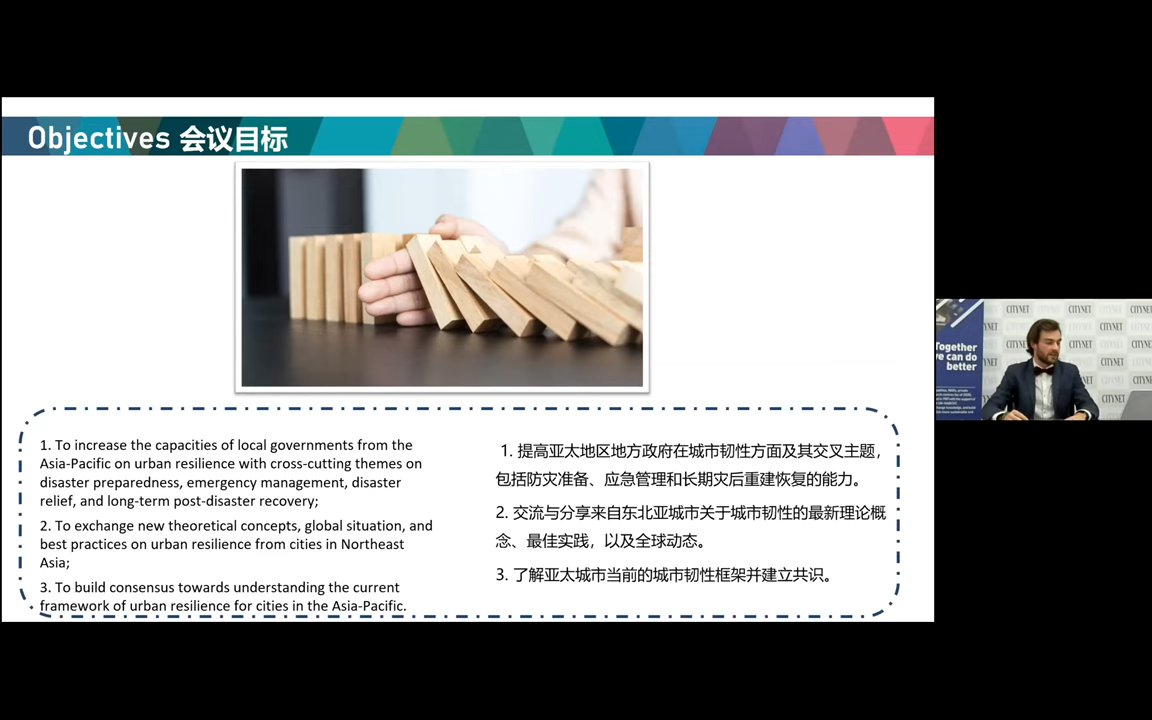 Objectives 会议目标
1. To increase the capacities of local governments from the
Asia-Pacific on urban resilience with cross-cutting themes on
disaster preparedness, emergency management, disaster
relief, and long-term post-disaster recovery;
2. To exchange new theoretical concepts, global situation, and
best practices on urban resilience from cities in Northeast
Asia;
3. To build consensus towards understanding the current
framework of urban resilience for cities in the Asia-Pacific.
1. 提高亚太地区地方政府在城市韧性方面及其交叉主题，
包括防灾准备、应急管理和长期灾后重建恢复的能力。
2. 交流与分享来自东北亚城市关于城市韧性的最新理论概
念、最佳实践，以及全球动态。
3. 了解亚太城市当前的城市韧性框架并建立共识。
Together
we can do
better
CITYNET
CITYNET
CITYNET
CITYNET
CITYNET
CITYNET
CITYNET